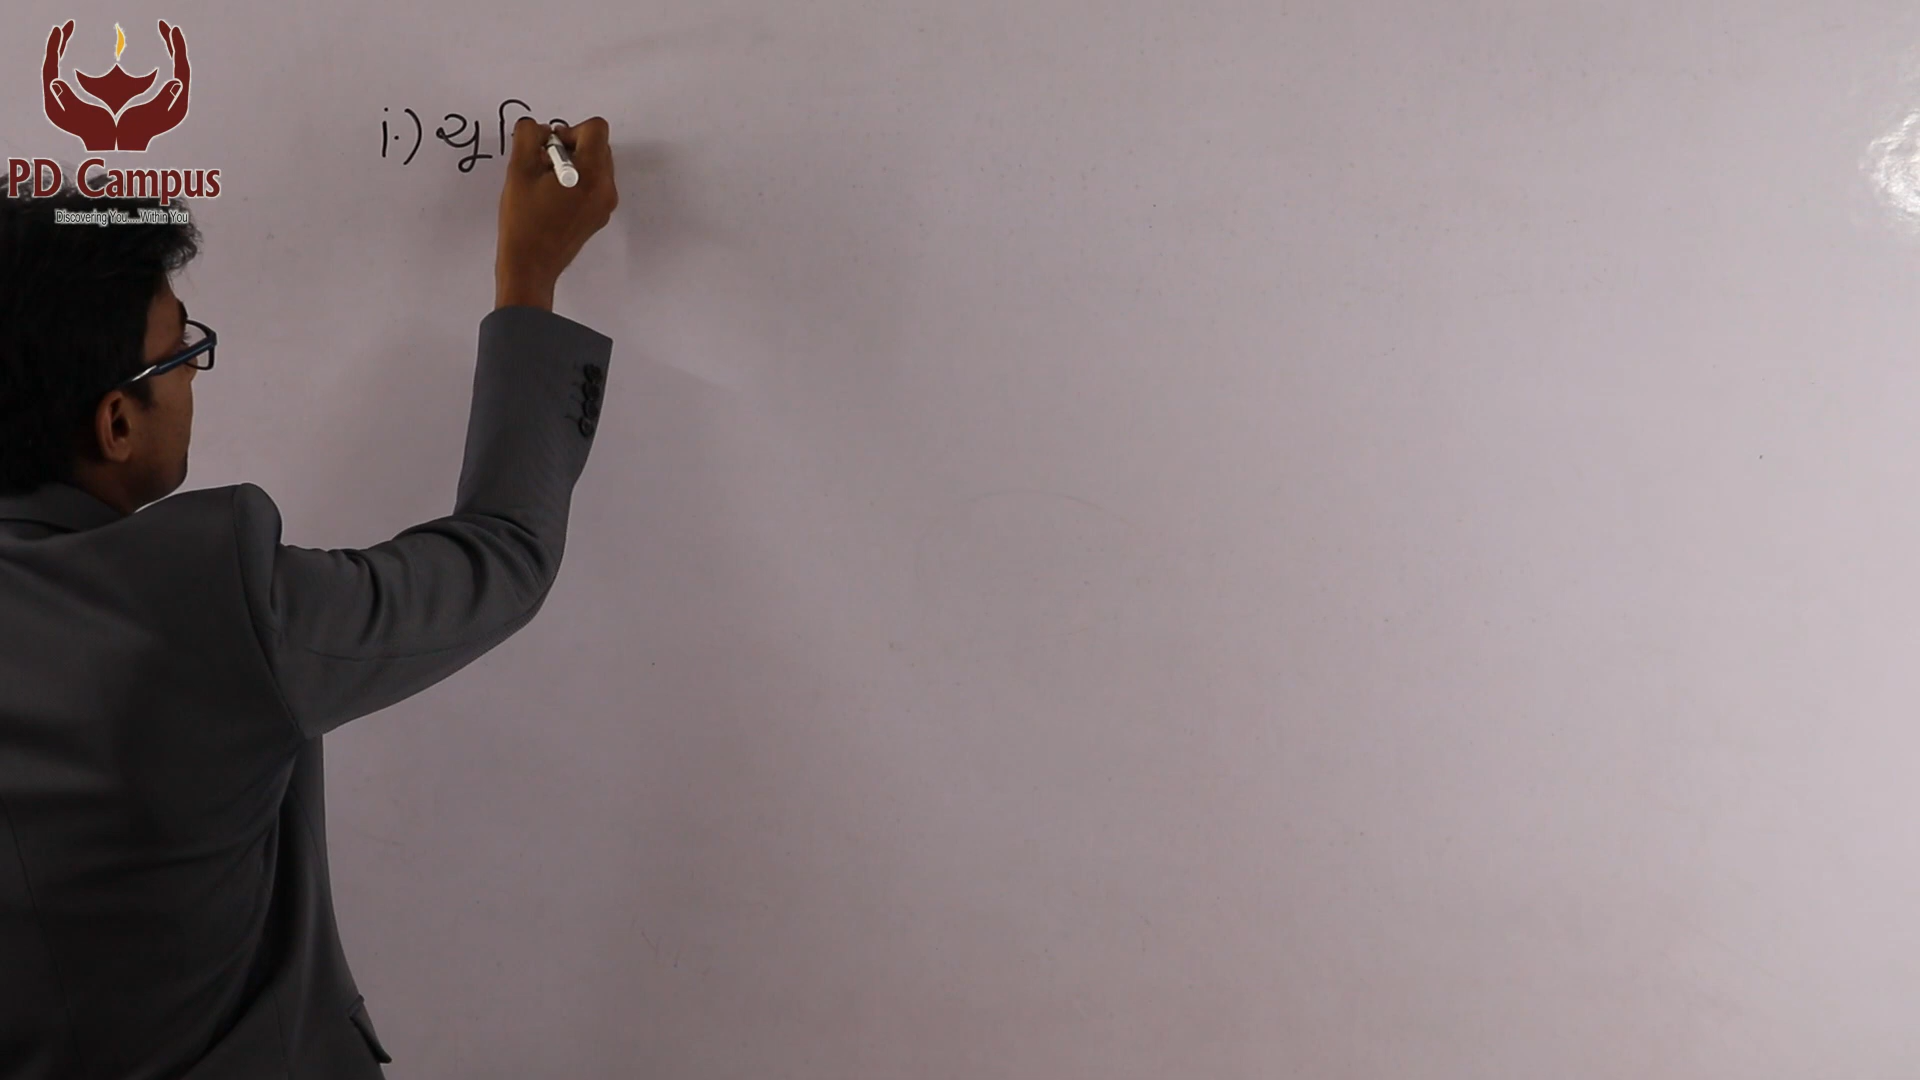 PD Campus
Discovering You.....Within You
i.) યૂ